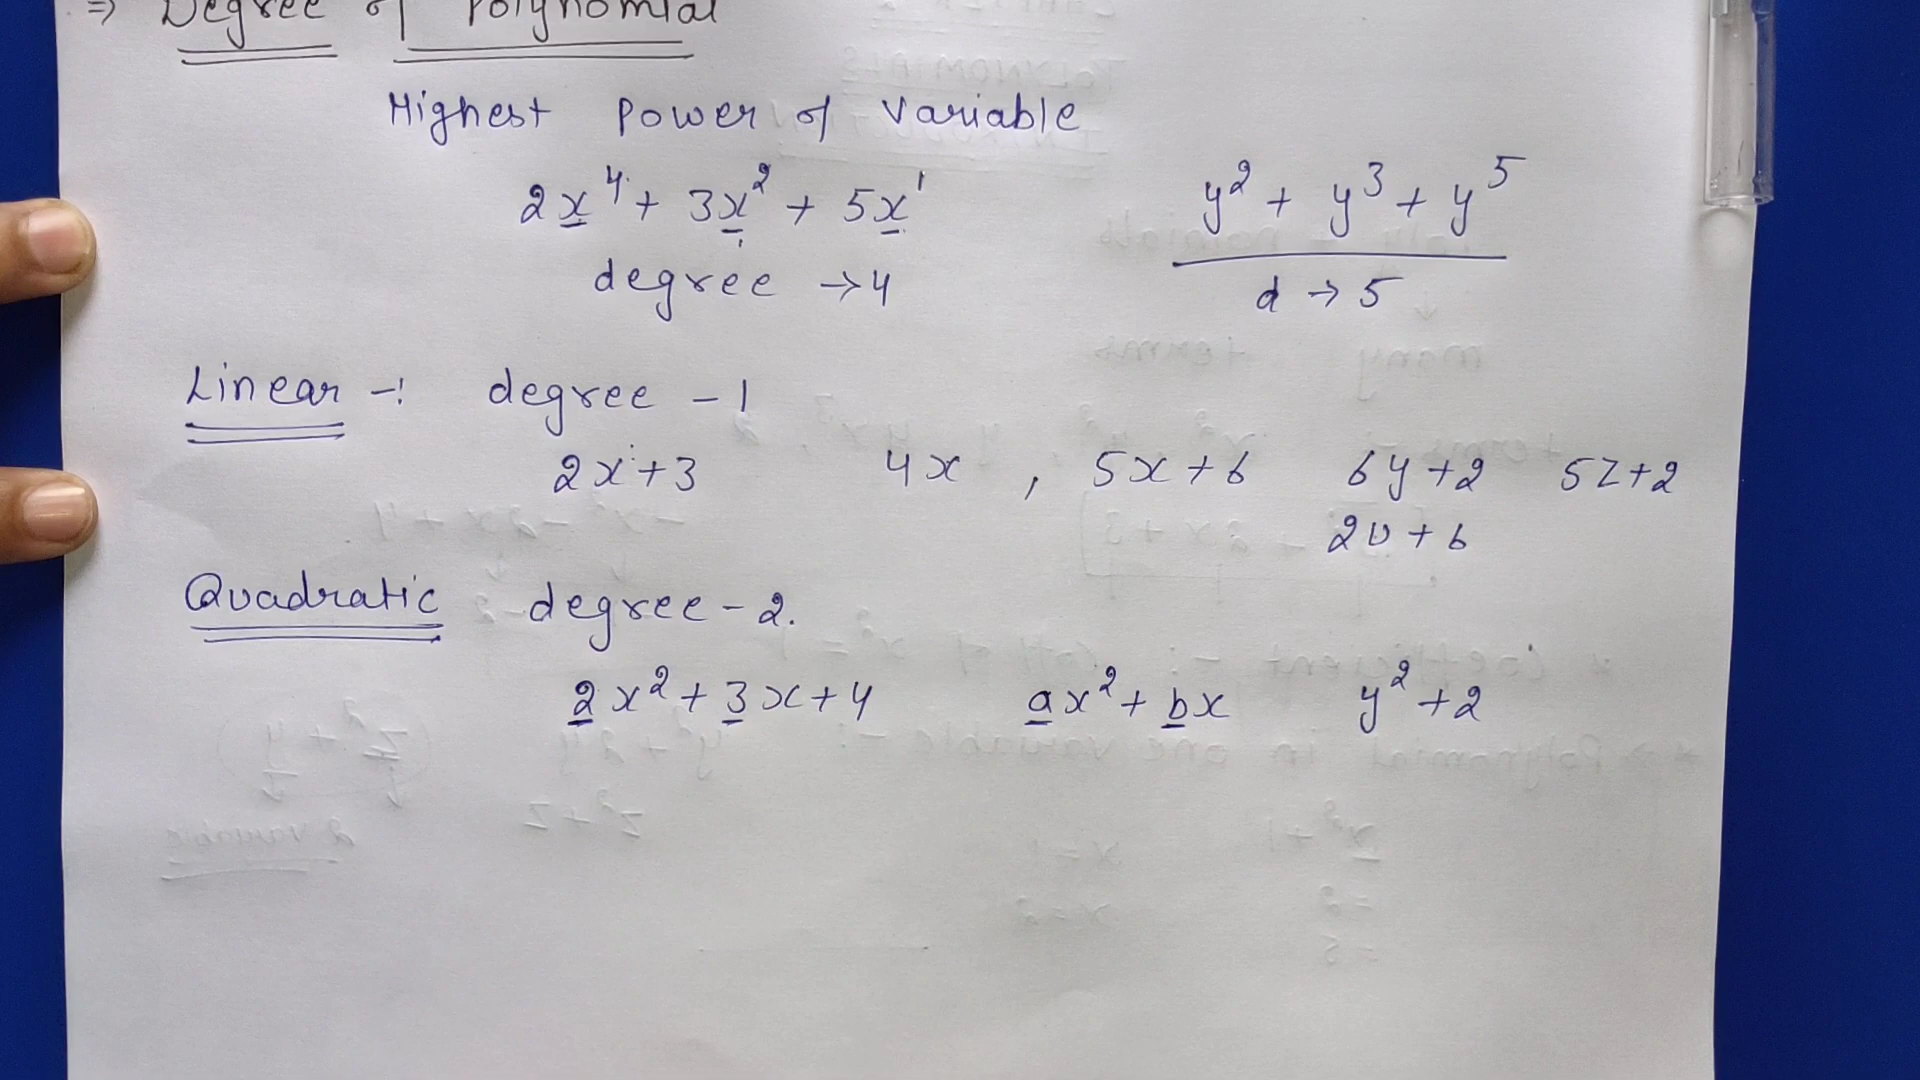 ⇒ Degree of Polynomial
Highest Power of Variable
2x⁴ + 3x² + 5x¹ y² + y³ + y⁵
degree → 4 d → 5
Linear -: degree - 1
2x + 3 4x , 5x + 6 6y + 2 5z + 2
2v + 6
Quadratic degree - 2.
2x² + 3x + 4 ax² + bx y² + 2